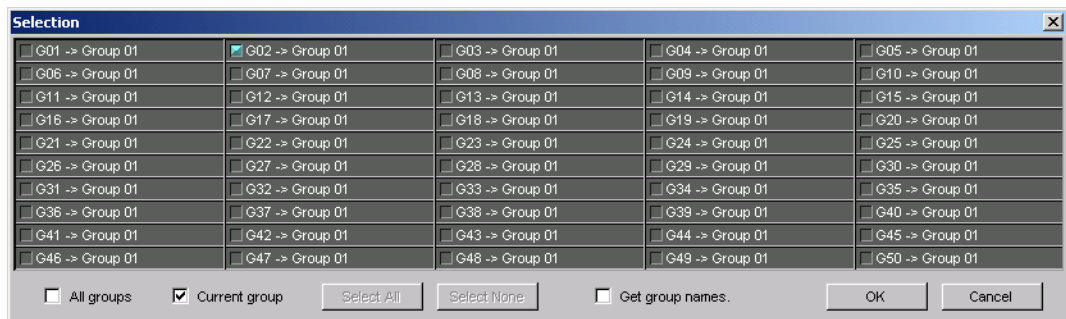 Selection
G01 -> Group 01 G02 -> Group 01 G03 -> Group 01 G04 -> Group 01 G05 -> Group 01
G06 -> Group 01 G07 -> Group 01 G08 -> Group 01 G09 -> Group 01 G10 -> Group 01
G11 -> Group 01 G12 -> Group 01 G13 -> Group 01 G14 -> Group 01 G15 -> Group 01
G16 -> Group 01 G17 -> Group 01 G18 -> Group 01 G19 -> Group 01 G20 -> Group 01
G21 -> Group 01 G22 -> Group 01 G23 -> Group 01 G24 -> Group 01 G25 -> Group 01
G26 -> Group 01 G27 -> Group 01 G28 -> Group 01 G29 -> Group 01 G30 -> Group 01
G31 -> Group 01 G32 -> Group 01 G33 -> Group 01 G34 -> Group 01 G35 -> Group 01
G36 -> Group 01 G37 -> Group 01 G38 -> Group 01 G39 -> Group 01 G40 -> Group 01
G41 -> Group 01 G42 -> Group 01 G43 -> Group 01 G44 -> Group 01 G45 -> Group 01
G46 -> Group 01 G47 -> Group 01 G48 -> Group 01 G49 -> Group 01 G50 -> Group 01
All groups Current group Select All Select None Get group names. OK Cancel